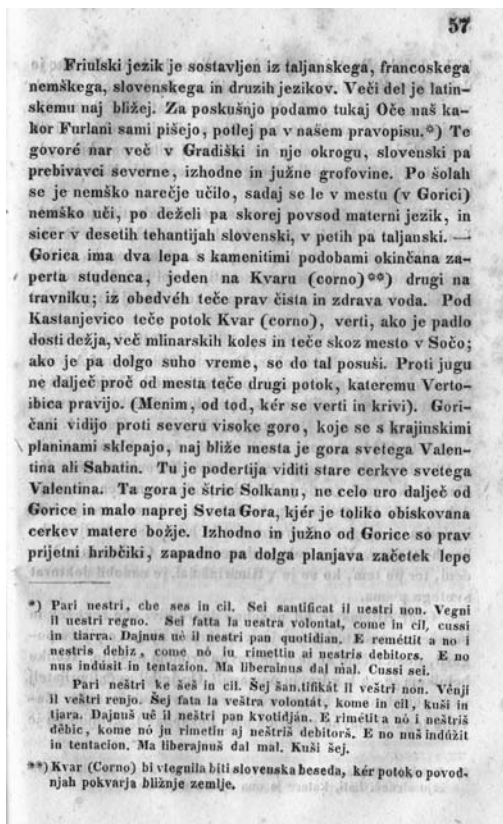 57
Friulski jezik je sostavljen iz taljanskega, francoskega
nemškega, slovenskega in druzih jezikov. Veči del je latin-
skemu naj bližej. Za poskušnjo podamo tukaj Oče naš ka-
kor Furlani sami pišejo, potlej pa v našem pravopisu.*) Te
govoré nar več v Gradiški in nje okrogu, slovenski pa
prebivavci severne, izhodne in južne grofovine. Po šolah
se je nemško narečje učilo, sadaj se le v mestu (v Gorici)
nemško uči, po deželi pa skorej povsod materni jezik, in
sicer v desetih tehantijah slovenski, v petih pa taljanski. —
Gorica ima dva lepa s kamenitimi podobami okinčana za-
perta studenca, jeden na Kvaru (corno)**) drugi na
travniku; iz obedvéh teče prav čista in zdrava voda. Pod
Kastanjevico teče potok Kvar (corno), verti, ako je padlo
dosti dežja, več mlinarskih koles in teče skoz mesto v Sočo;
ako je pa dolgo suho vreme, se do tal posuši. Proti jugu
ne dalječ proč od mesta teče drugi potok, kateremu Verto-
ibica pravijo. (Menim, od tod, kér se verti in krivi). Gori-
čani vidijo proti severu visoke goro, koje se s krajinskimi
planinami sklepajo, naj bliže mesta je gora svetega Valen-
tina ali Sabatin. Tu je podertija viditi stare cerkve svetega
Valentina. Ta gora je štric Solkanu, ne celo uro dalječ od
Gorice in malo naprej Sveta Gora, kjér je toliko obiskovana
cerkev matere božje. Izhodno in južno od Gorice so prav
prijetni hribčiki, zapadno pa dolga planjava začetek lepe
*) Pari nestri, che ses in cil. Sei santificat il uestri non. Vegni
il uestri regno. Sei fatta la uestra volontat, come in cil, cussi
in tiarra. Dajnus uè il nestri pan quotidian. E reméttit a no i
nestris debiz, come nó iu rimettin ai nestris debitors. E no
nus indúsit in tentazion. Ma liberainus dal mal. Cussi sei.
Pari neštri ke šeš in cil. Šej šan.tifikát il veštri non. Vénji
il veštri renjo. Šej fata la veštra volontát, kome in cil, kuši in
tjara. Dajnuš uê il neštri pan kvotidján. E rimétit a nó i neštriš
dèbic, kome nó ju rimetin aj neštriš debitorš. E no nuš indúžit
in tentacion. Ma liberajnuš dal mal. Kuši šej.
**) Kvar (Corno) bi vtegnila biti slovenska beseda, kér potok o povod-
njah pokvarja bližnje zemlje.